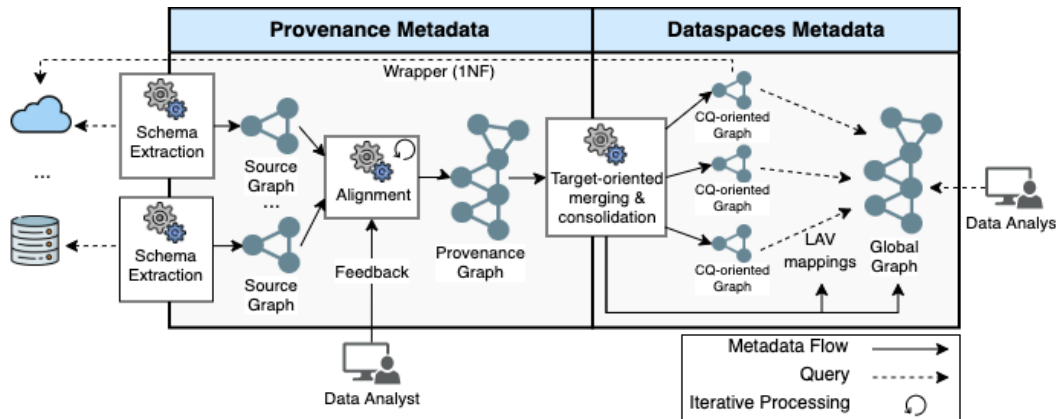 Provenance Metadata
Dataspaces Metadata
Wrapper (1NF)
Schema
Extraction
Source
Graph
...
...
Schema
Extraction
Source
Graph
Alignment
Feedback
Provenance
Graph
Target-oriented
merging &
consolidation
CQ-oriented
Graph
CQ-oriented
Graph
CQ-oriented
Graph
LAV
mappings
Global
Graph
Data Analys
Data Analyst
Metadata Flow
Query
Iterative Processing